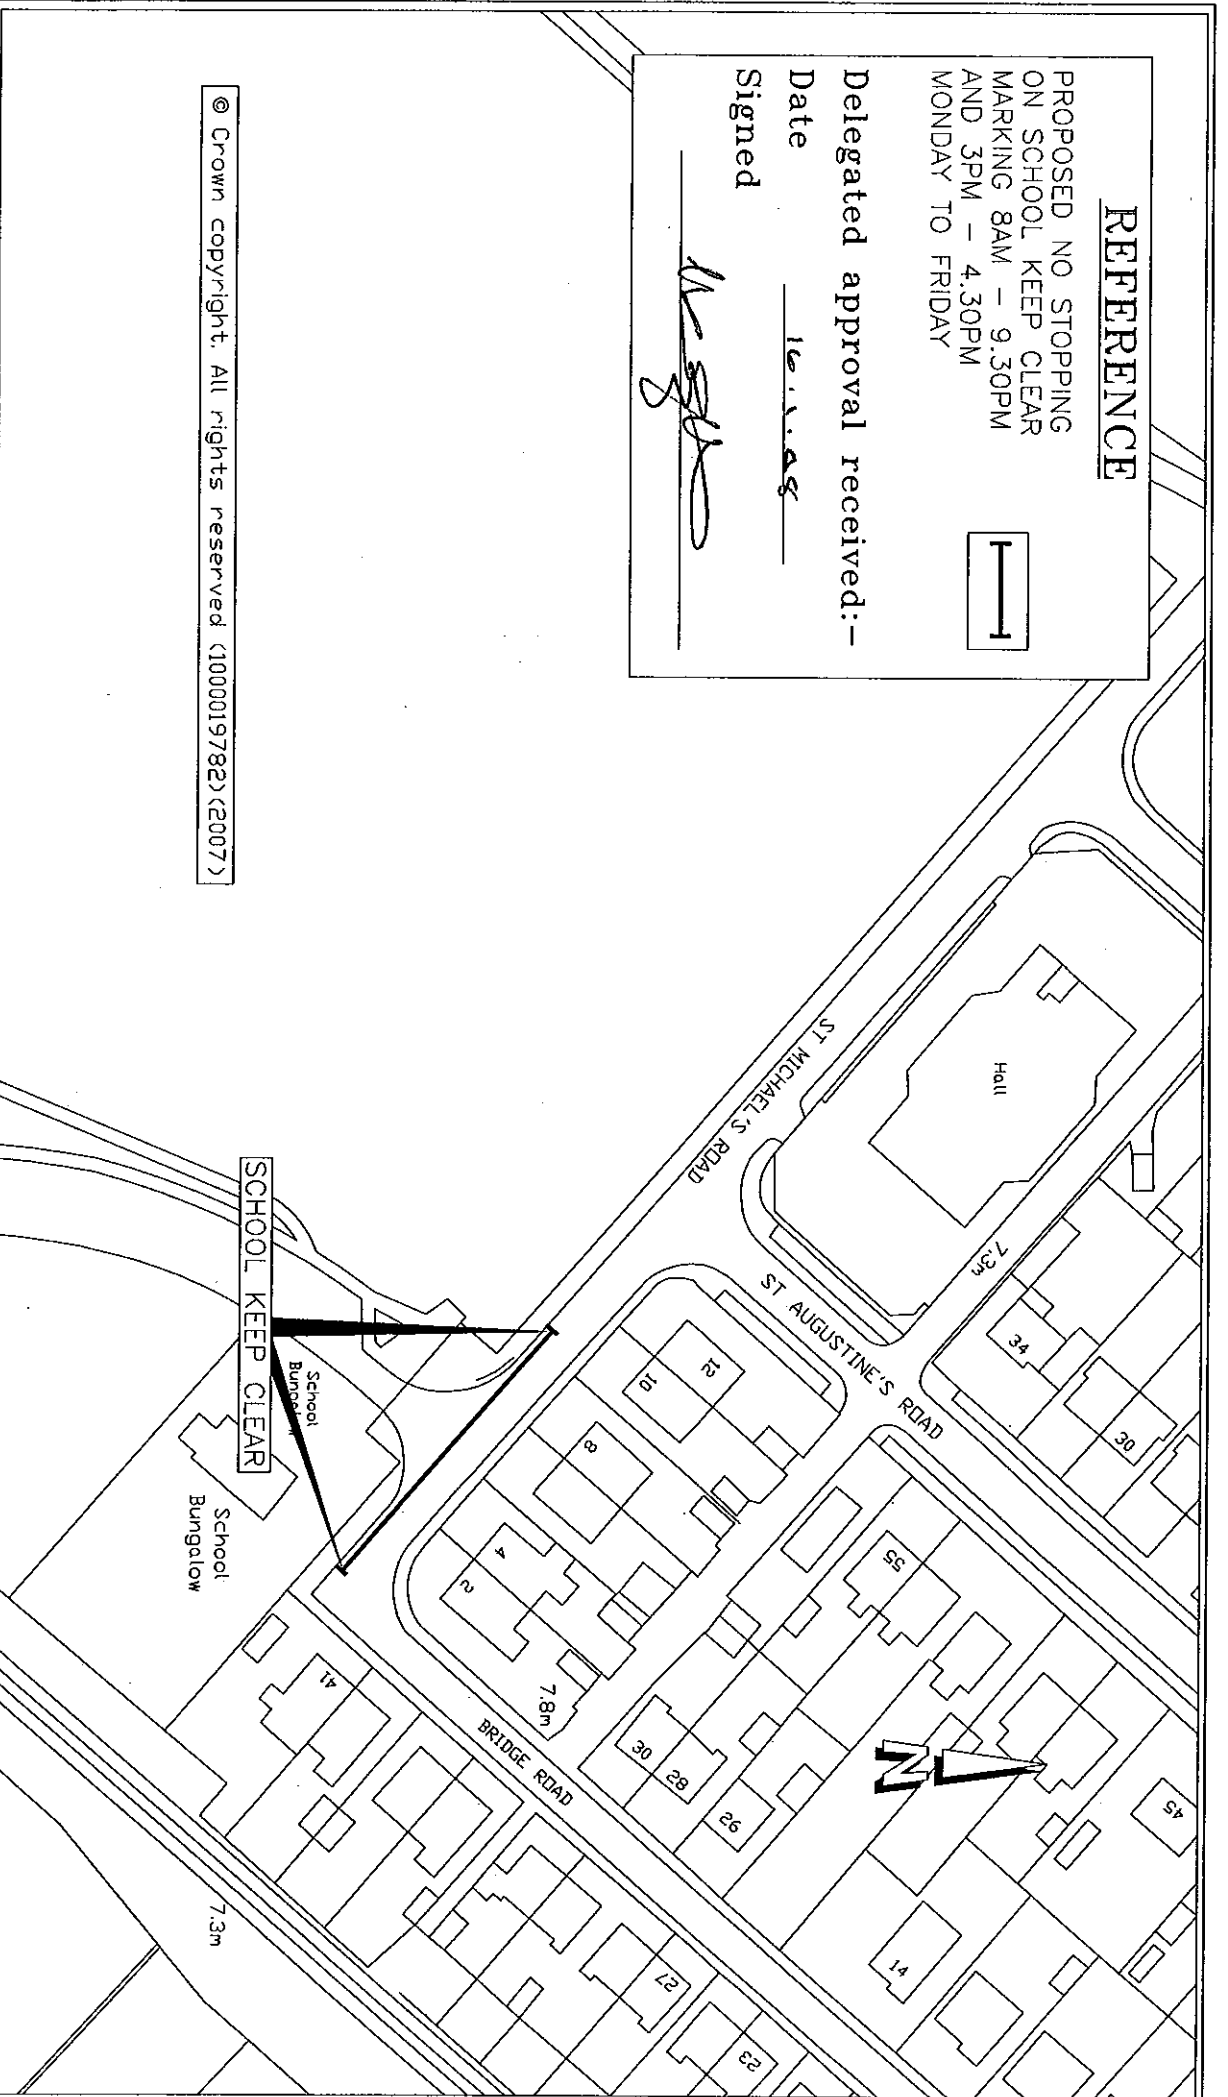 REFERENCE
PROPOSED NO STOPPING
ON SCHOOL KEEP CLEAR
MARKING 8AM - 9.30PM
AND 3PM - 4.30PM
MONDAY TO FRIDAY
Delegated approval received:-
Date
Signed
© Crown copyright. All rights reserved (100019782)(2007)
Hall
ST MICHAEL'S ROAD
ST AUGUSTINE'S ROAD
7.3m
34
30
12
10
8
4
2
55
45
7.8m
30
28
26
14
BRIDGE ROAD
SCHOOL KEEP CLEAR
School
School
Bungalow
41
27
23
7.3m
N